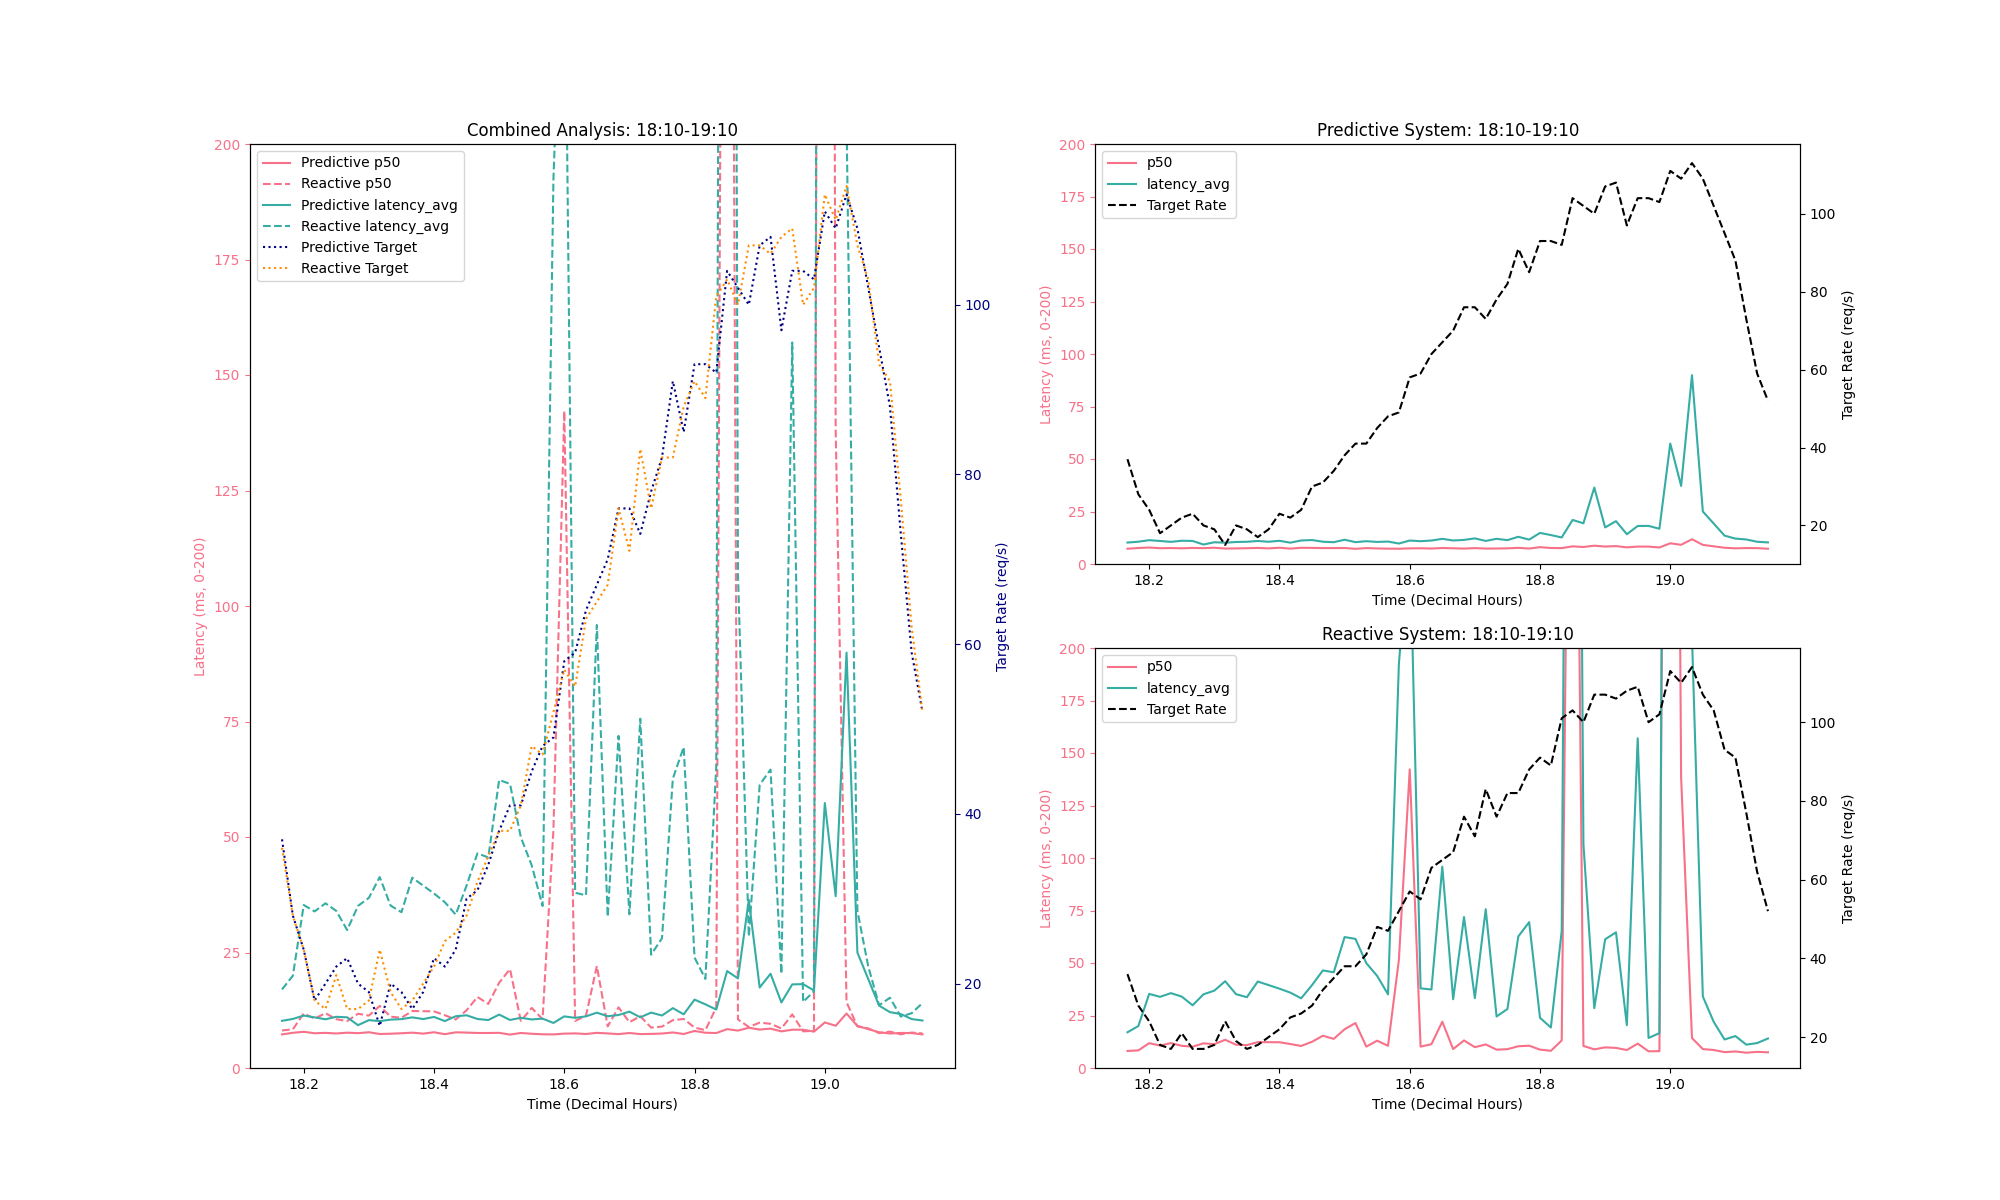 Combined Analysis: 18:10-19:10
Predictive p50
Reactive p50
Predictive latency_avg
Reactive latency_avg
Predictive Target
Reactive Target
200
175
150
125
100
75
50
25
0
Latency (ms, 0-200)
100
80
60
40
20
Target Rate (req/s)
18.2 18.4 18.6 18.8 19.0
Time (Decimal Hours)
Predictive System: 18:10-19:10
p50
latency_avg
Target Rate
200
175
150
125
100
75
50
25
0
Latency (ms, 0-200)
100
80
60
40
20
Target Rate (req/s)
18.2 18.4 18.6 18.8 19.0
Time (Decimal Hours)
Reactive System: 18:10-19:10
p50
latency_avg
Target Rate
200
175
150
125
100
75
50
25
0
Latency (ms, 0-200)
100
80
60
40
20
Target Rate (req/s)
18.2 18.4 18.6 18.8 19.0
Time (Decimal Hours)